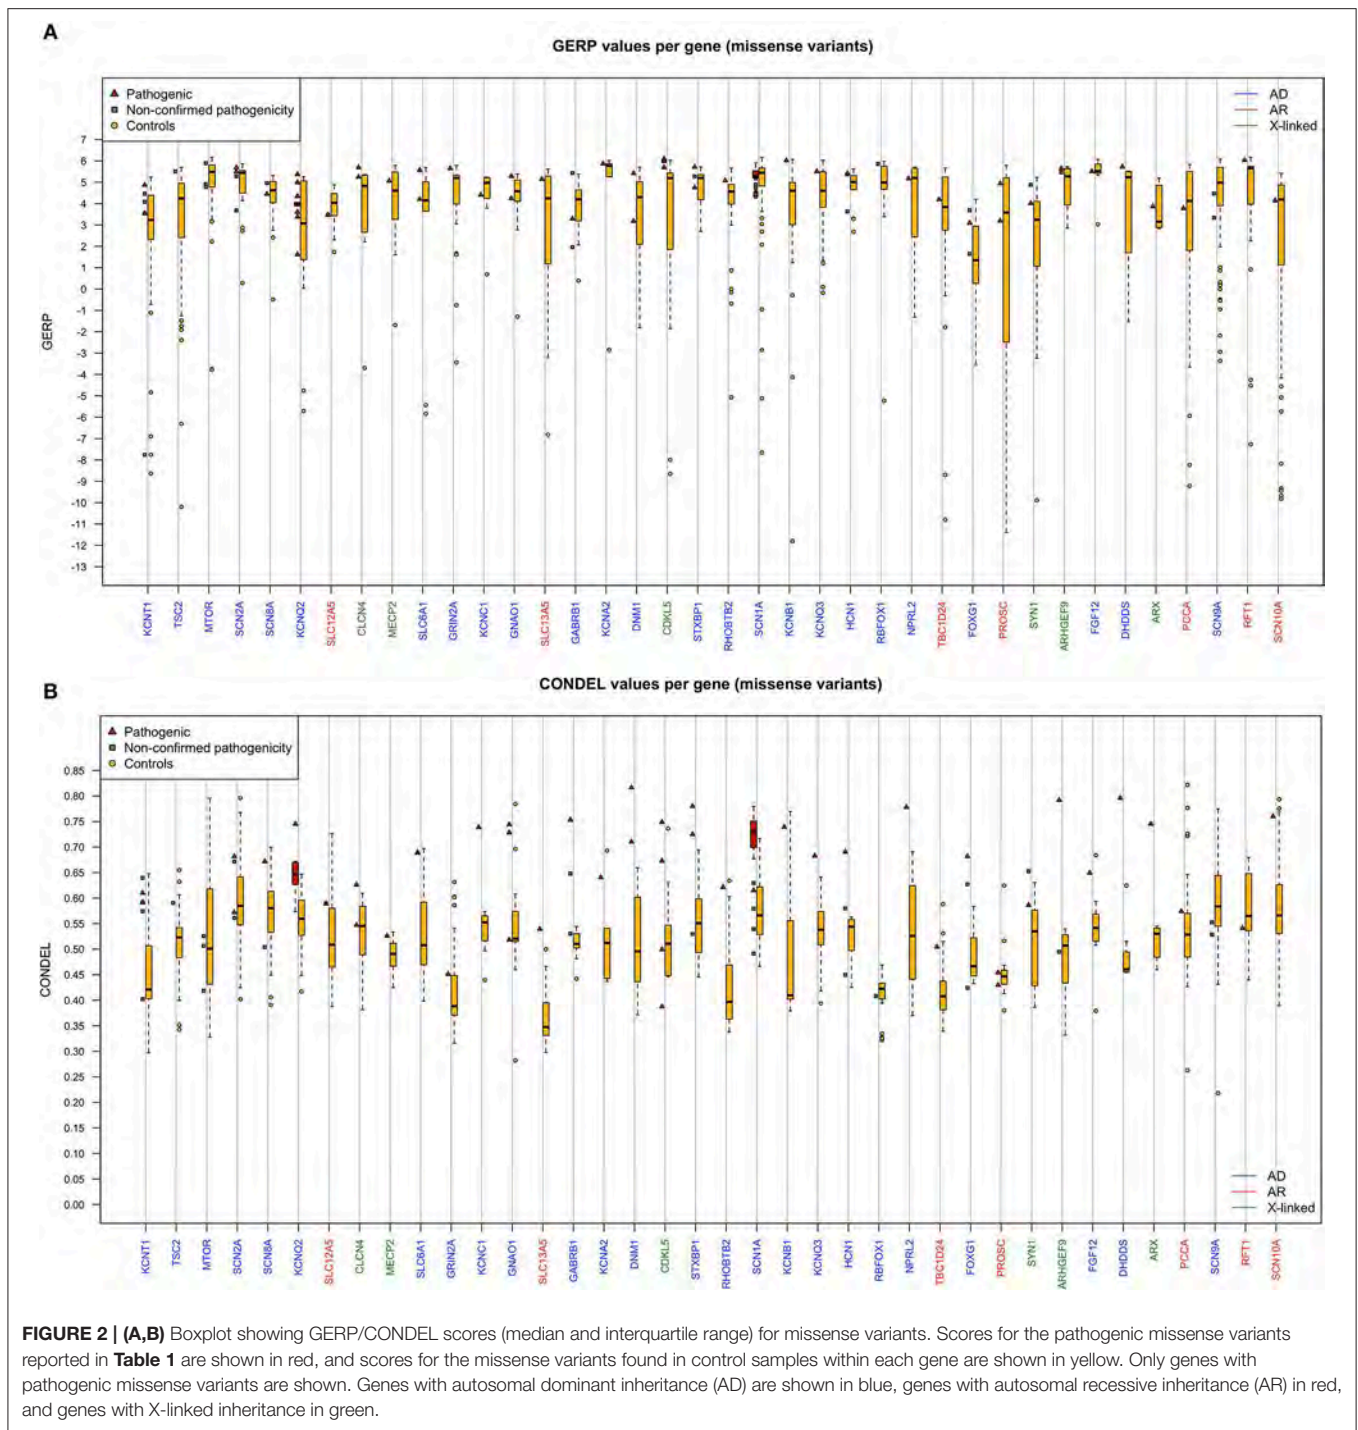 A
GERP values per gene (missense variants)
Pathogenic
Non-confirmed pathogenicity
Controls
AD
AR
X-linked
7
6
5
4
3
2
1
0
-1
-2
-3
-4
-5
-6
-7
-8
-9
-10
-11
-12
-13
GERP
KCNT1
TSC2
MTOR
SCN2A
SCN8A
KCNQ2
SLC12A5
CLCN4
MECP2
SLC6A1
GRIN2A
KCNC1
GNAO1
SLC13A5
GABRB1
KCNA2
DNM1
CDKL5
STXBP1
RHOBTB2
SCN1A
KCNB1
KCNQ3
HCN1
RBFOX1
NPRL2
TBC1D24
FOXG1
PROSC
SYN1
ARHGEF9
FGF12
DHDDS
ARX
PCCA
SCN9A
RFT1
SCN10A
B
CONDEL values per gene (missense variants)
Pathogenic
Non-confirmed pathogenicity
Controls
0.85
0.80
0.75
0.70
0.65
0.60
0.55
0.50
0.45
0.40
0.35
0.30
0.25
0.20
0.15
0.10
0.05
0.00
CONDEL
AD
AR
X-linked
KCNT1
TSC2
MTOR
SCN2A
SCN8A
KCNQ2
SLC12A5
CLCN4
MECP2
SLC6A1
GRIN2A
KCNC1
GNAO1
SLC13A5
GABRB1
KCNA2
DNM1
CDKL5
STXBP1
RHOBTB2
SCN1A
KCNB1
KCNQ3
HCN1
RBFOX1
NPRL2
TBC1D24
FOXG1
PROSC
SYN1
ARHGEF9
FGF12
DHDDS
ARX
PCCA
SCN9A
RFT1
SCN10A
FIGURE 2 | (A,B) Boxplot showing GERP/CONDEL scores (median and interquartile range) for missense variants. Scores for the pathogenic missense variants
reported in Table 1 are shown in red, and scores for the missense variants found in control samples within each gene are shown in yellow. Only genes with
pathogenic missense variants are shown. Genes with autosomal dominant inheritance (AD) are shown in blue, genes with autosomal recessive inheritance (AR) in red,
and genes with X-linked inheritance in green.